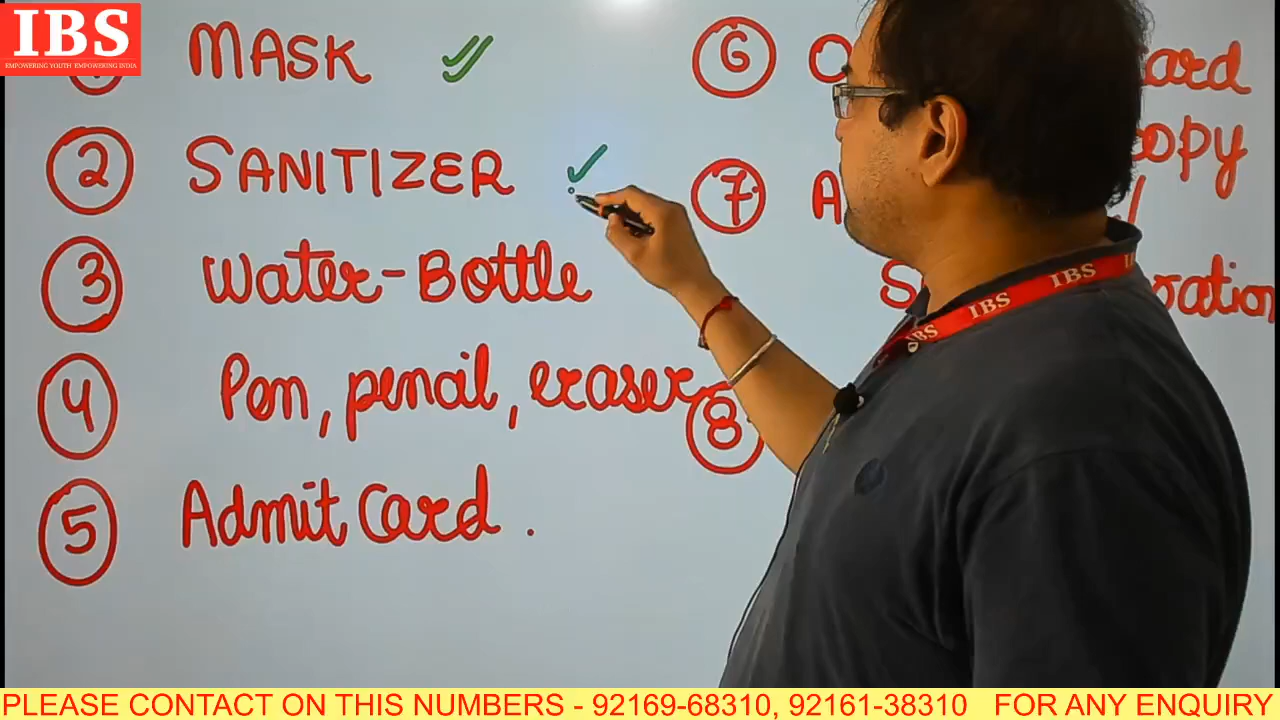 IBS
EMPOWERING YOUTH EMPOWERING INDIA
MASK
2 SANITIZER
3 Water-Bottle
4 Pen, pencil, eraser
5 Admit Card.
6
ard
opy
7 A
S
ration
8
IBS
IBS
IBS
PLEASE CONTACT ON THIS NUMBERS - 92169-68310, 92161-38310 FOR ANY ENQUIRY